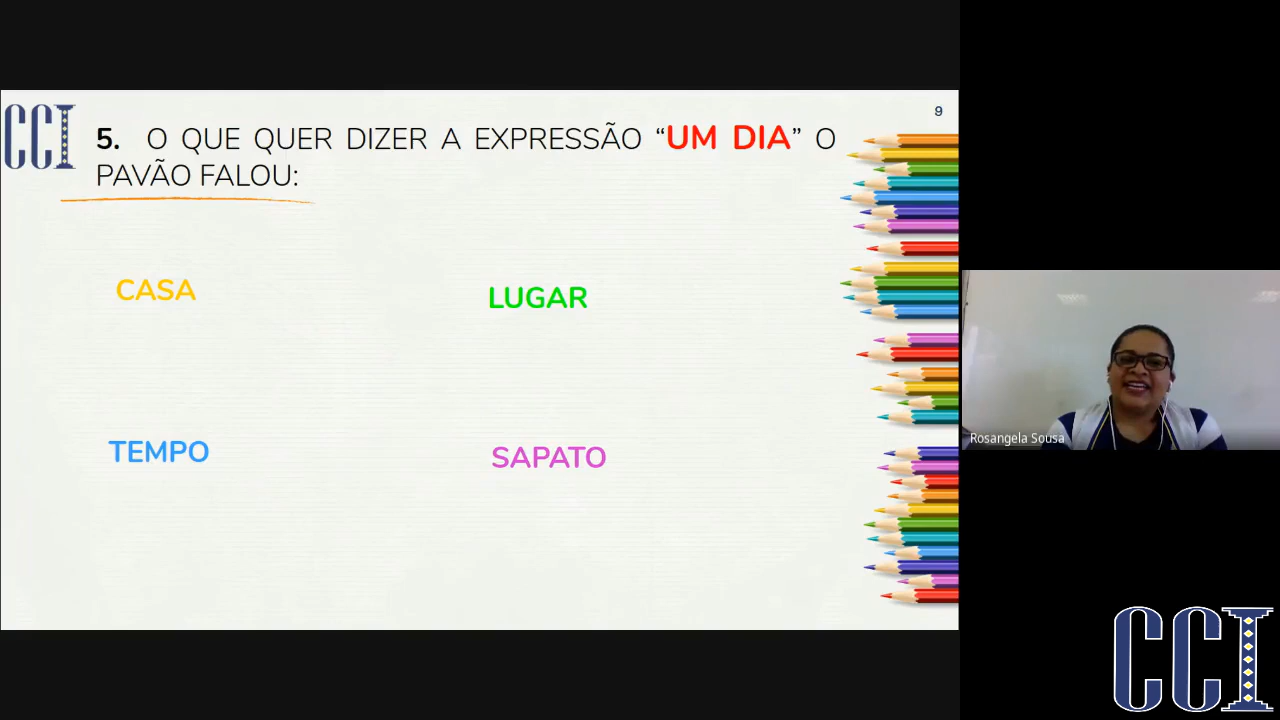 CCI
9
5. O QUE QUER DIZER A EXPRESSÃO “UM DIA” O
PAVÃO FALOU:
CASA
LUGAR
TEMPO
SAPATO
Rosangela Sousa
CCI